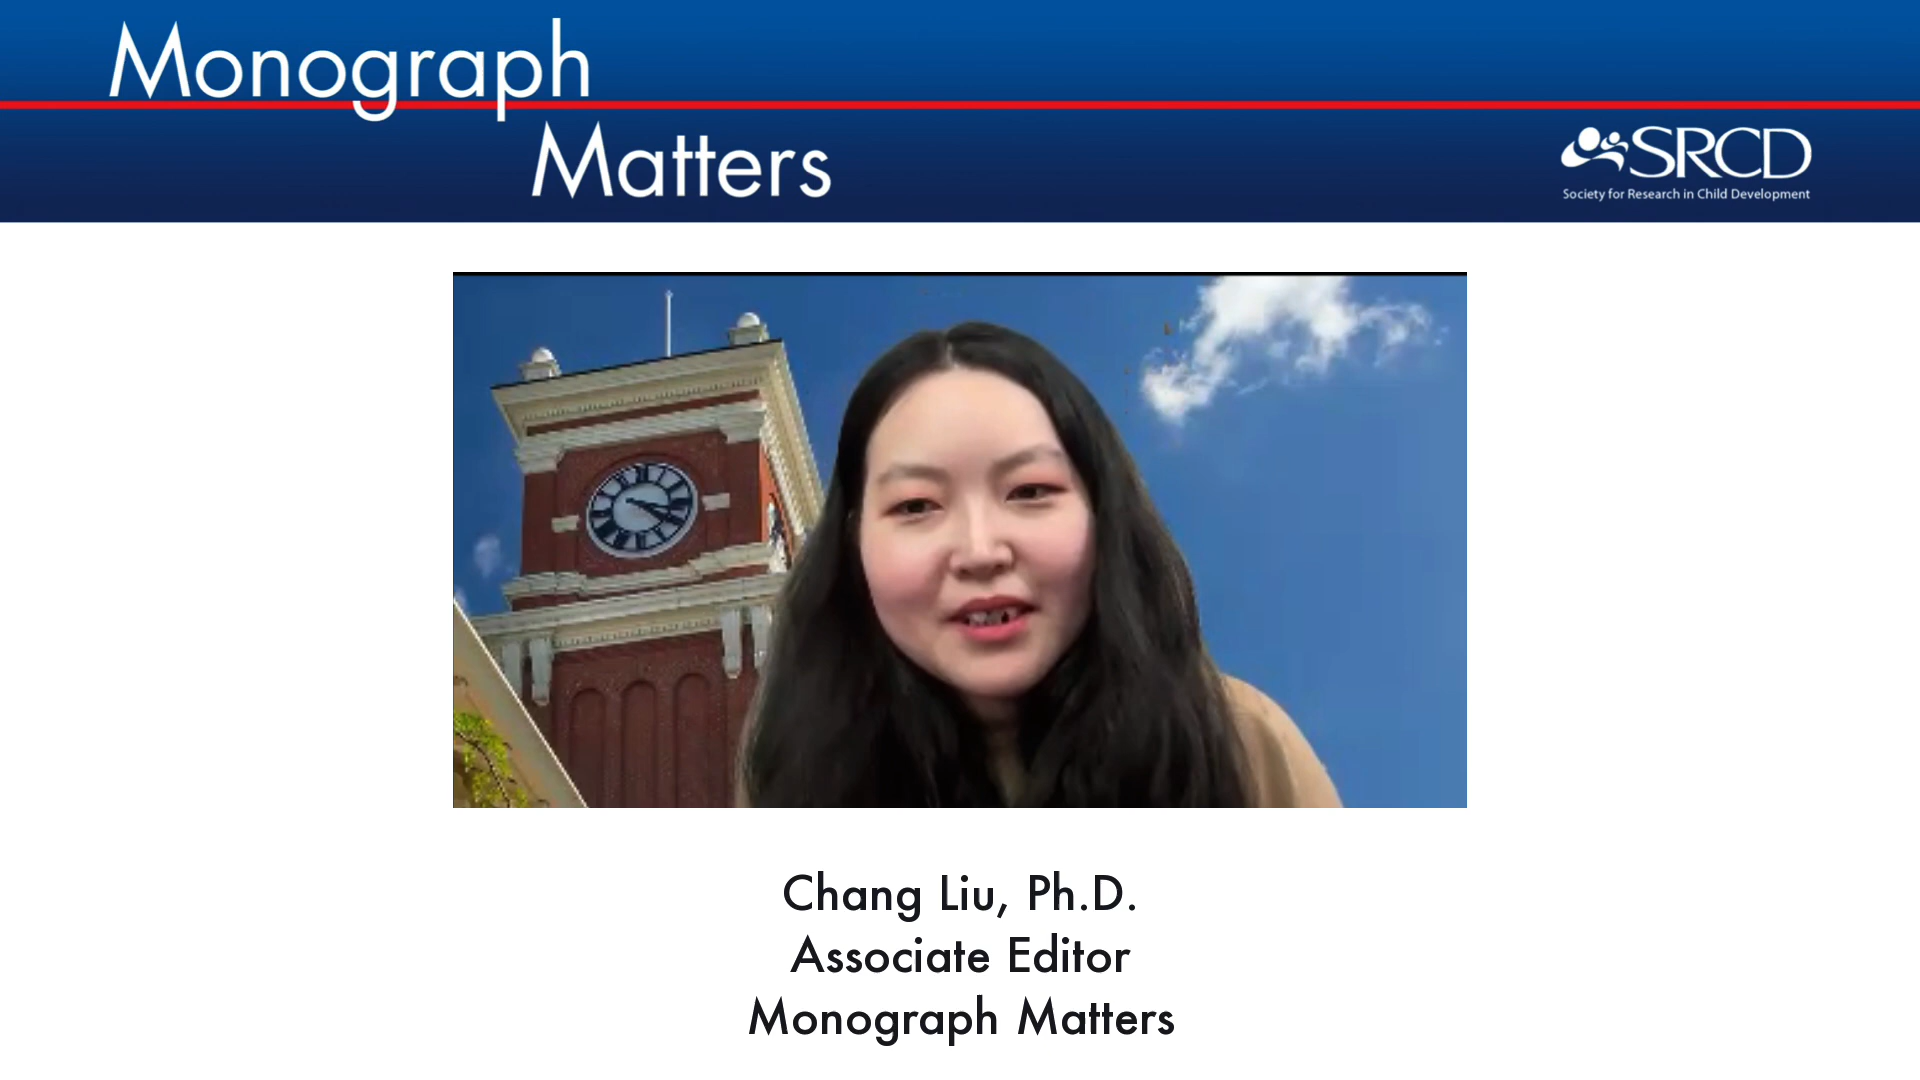 Monograph
Matters
SRCD
Society for Research in Child Development
Chang Liu, Ph.D.
Associate Editor
Monograph Matters